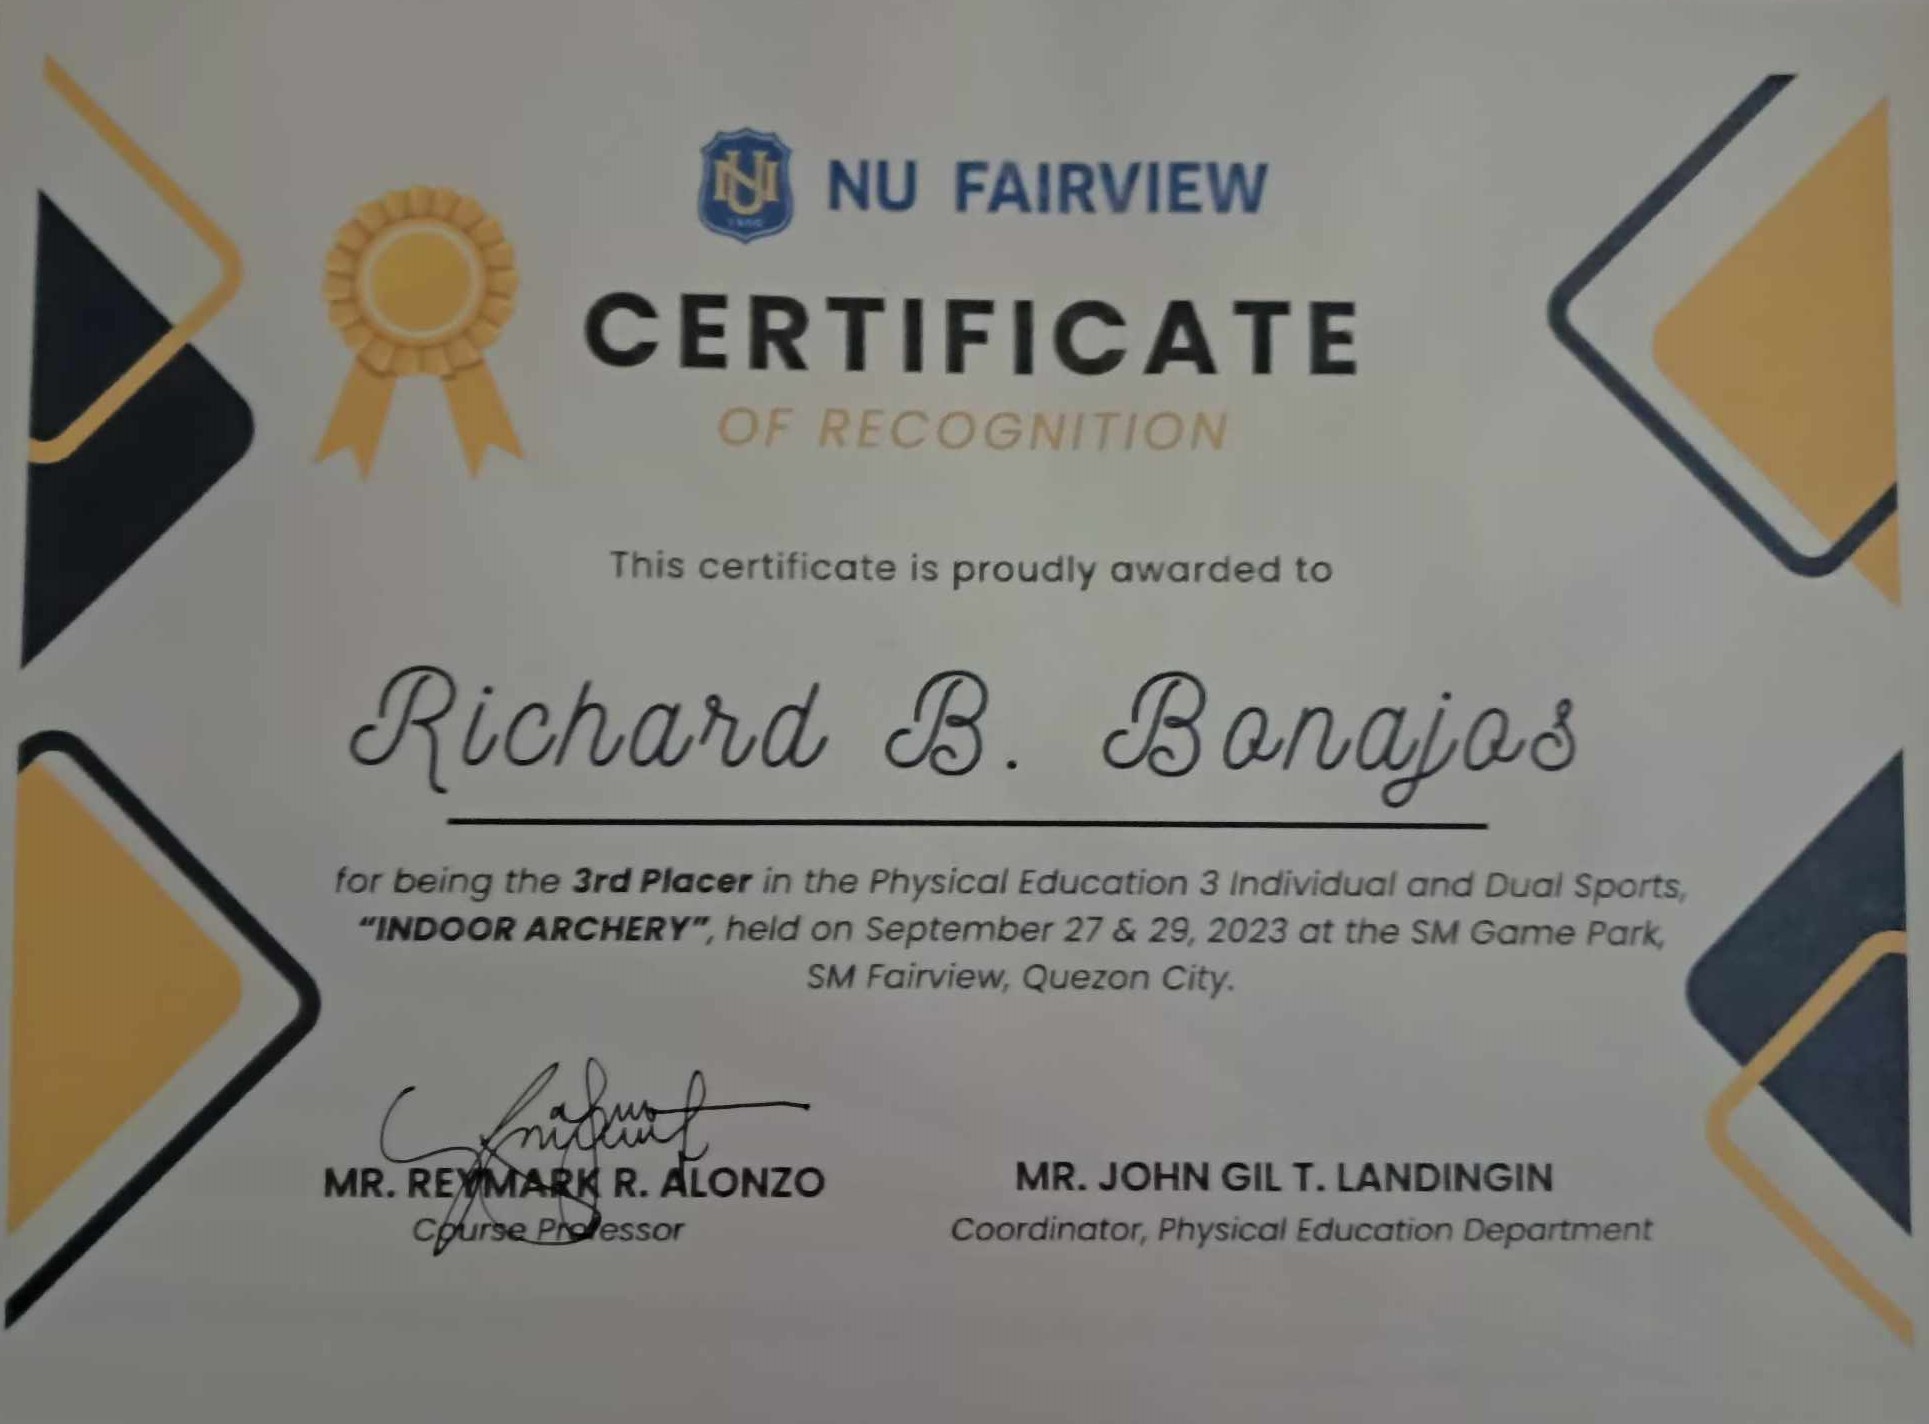 NU FAIRVIEW
CERTIFICATE
OF RECOGNITION
This certificate is proudly awarded to
Richard B. Bonajos
for being the 3rd Placer in the Physical Education 3 Individual and Dual Sports,
“INDOOR ARCHERY”, held on September 27 & 29, 2023 at the SM Game Park,
SM Fairview, Quezon City.
MR. REYMARK R. ALONZO
Course Professor
MR. JOHN GIL T. LANDINGIN
Coordinator, Physical Education Department